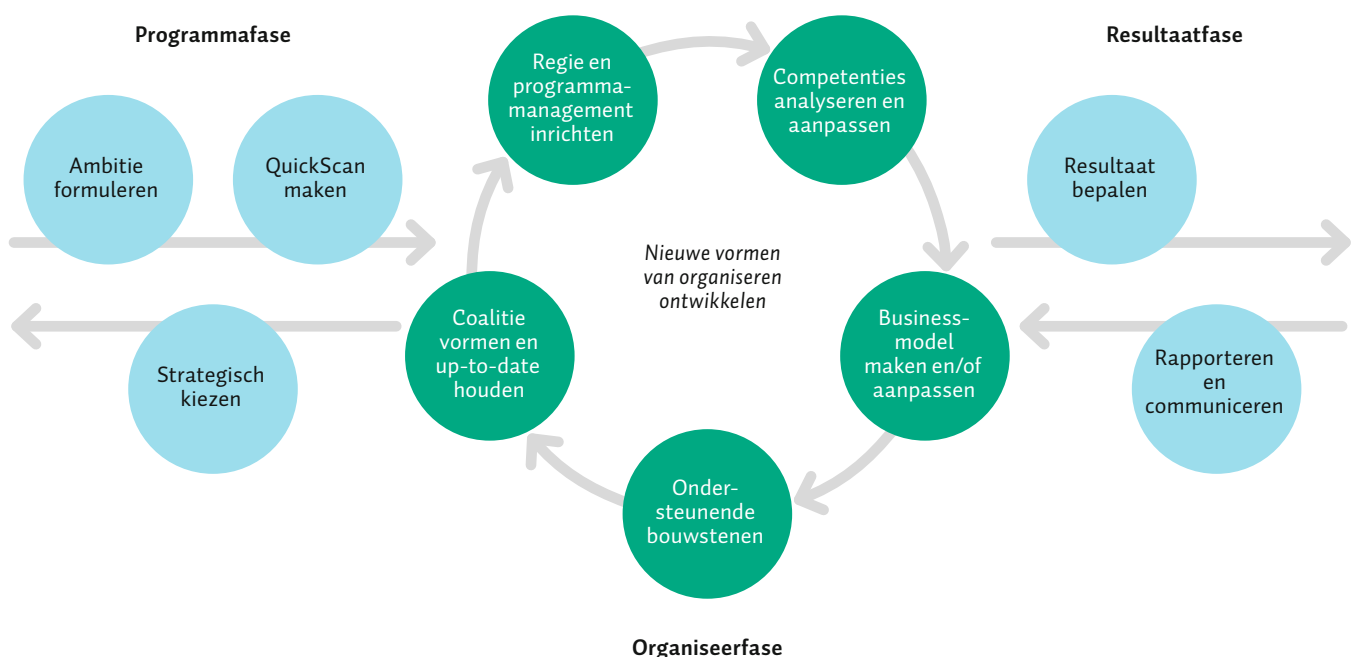 Programmafase
Ambitie
formuleren
QuickScan
maken
Strategisch
kiezen
Regie en
programma-
management
inrichten
Competenties
analyseren en
aanpassen
Nieuwe vormen
van organiseren
ontwikkelen
Coalitie
vormen en
up-to-date
houden
Business-
model
maken en/of
aanpassen
Onder-
steunende
bouwstenen
Organiseerfase
Resultaatfase
Resultaat
bepalen
Rapporteren
en
communiceren